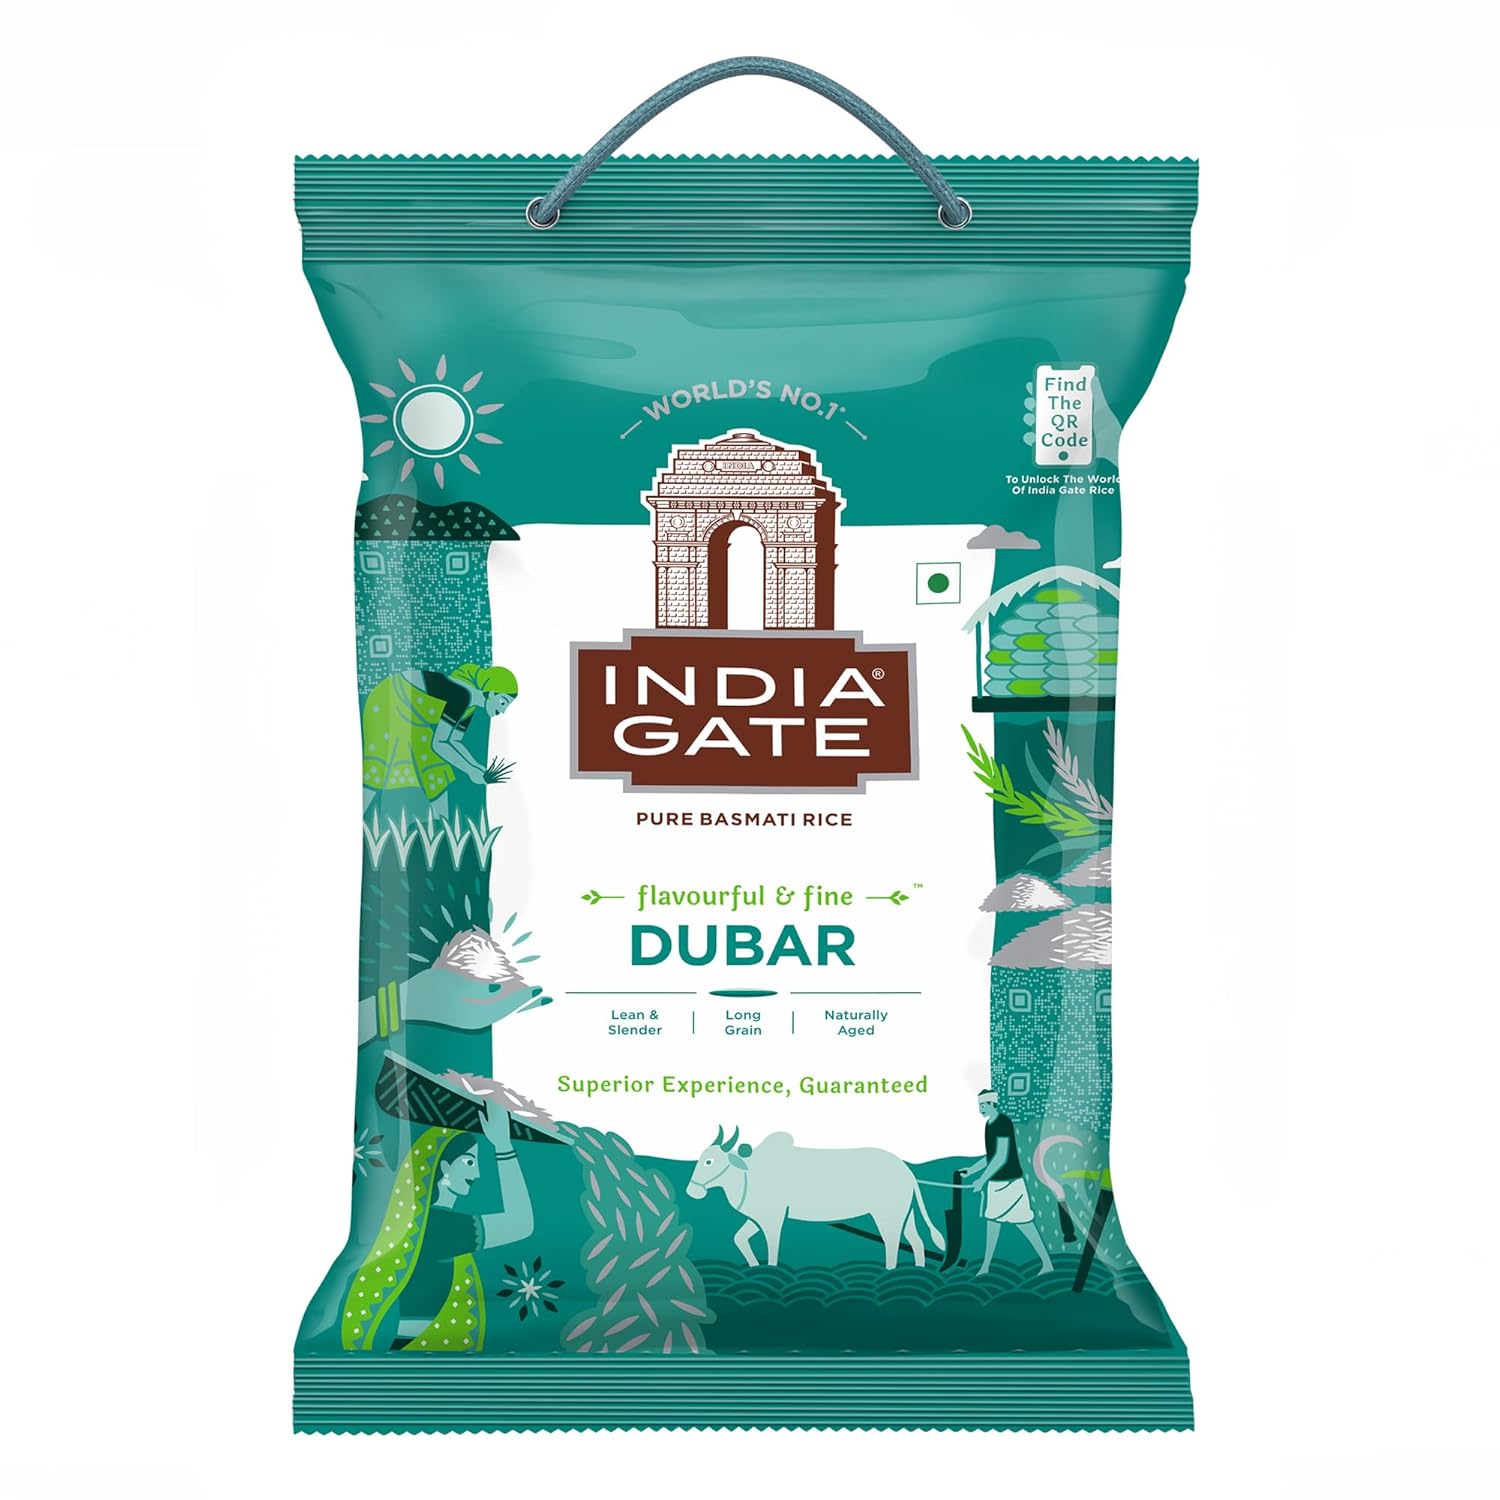 WORLD'S NO.1*
Find
The
QR
Code
To Unlock The World
Of India Gate Rice
INDIA
INDIA®
GATE
PURE BASMATI RICE
flavourful & fine ™
DUBAR
Lean &
Slender
Long
Grain
Naturally
Aged
Superior Experience, Guaranteed